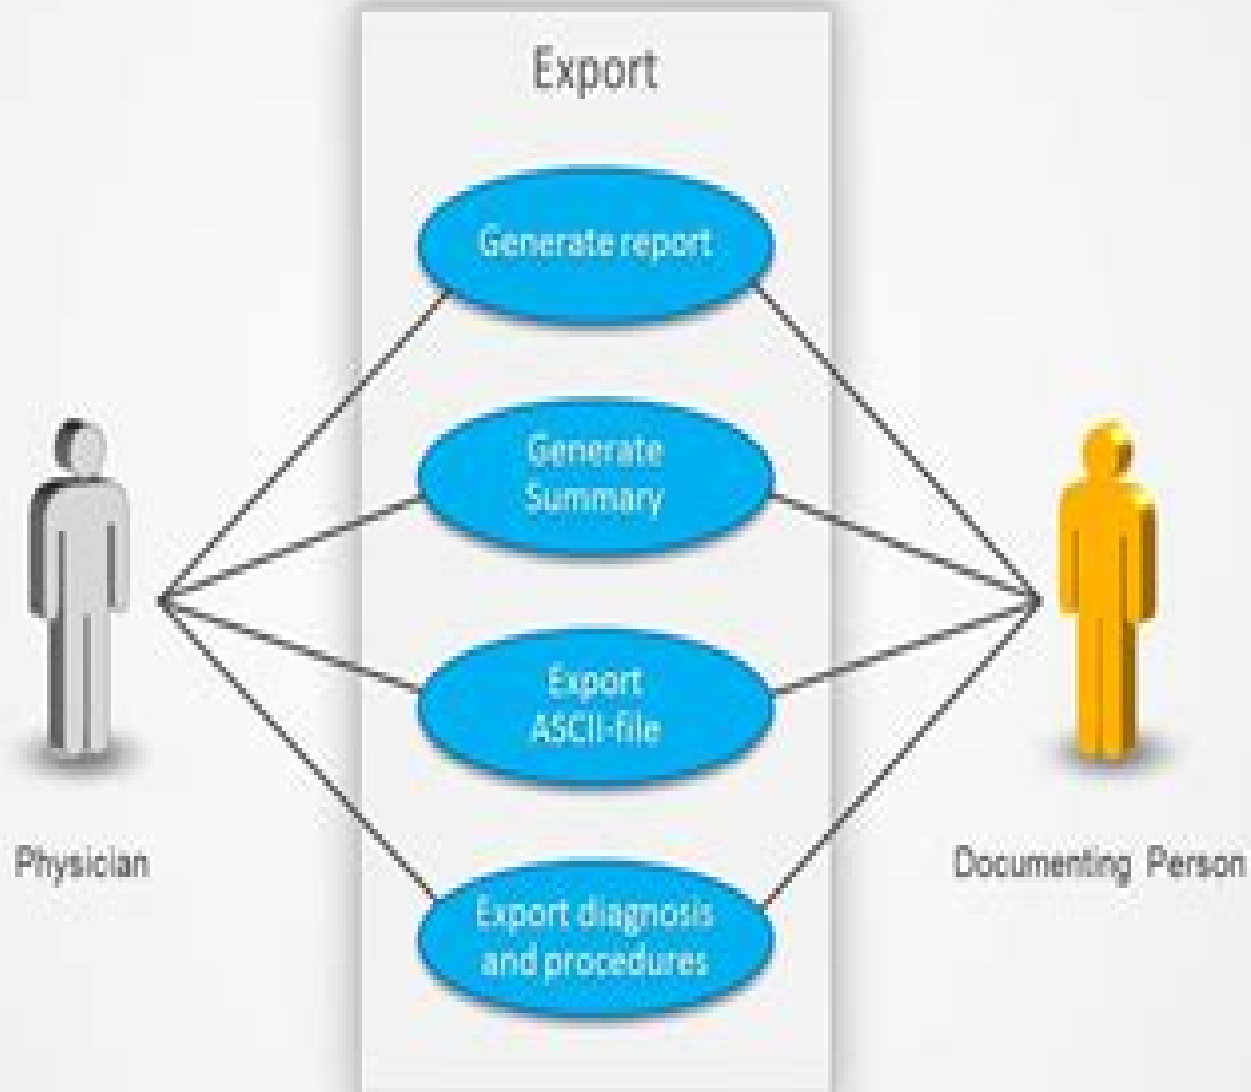 Export
Generate report
Generate
Summary
Export
ASCII-file
Export diagnosis
and procedures
Physician
Documenting Person